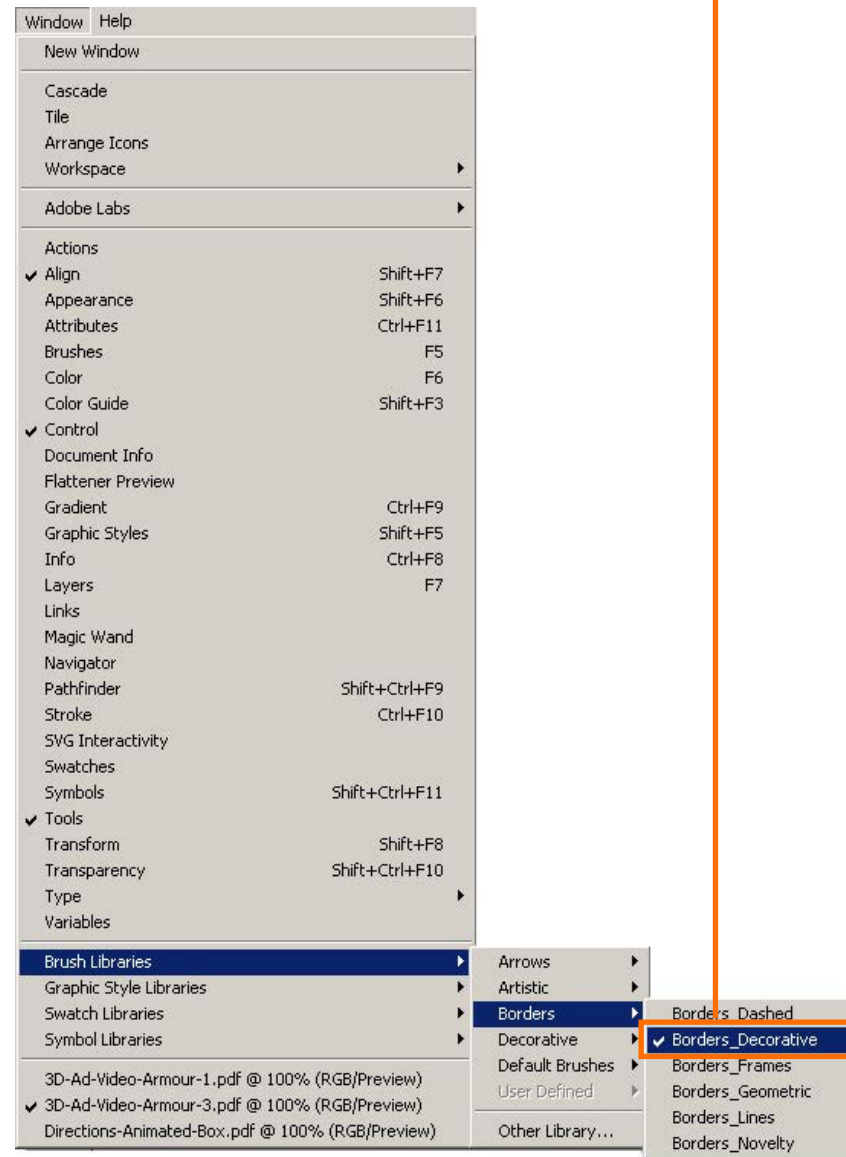 Window Help
New Window
Cascade
Tile
Arrange Icons
Workspace
Adobe Labs
Actions
Align Shift+F7
Appearance Shift+F6
Attributes Ctrl+F11
Brushes F5
Color F6
Color Guide Shift+F3
Control
Document Info
Flattener Preview
Gradient Ctrl+F9
Graphic Styles Shift+F5
Info Ctrl+F8
Layers F7
Links
Magic Wand
Navigator
Pathfinder Shift+Ctrl+F9
Stroke Ctrl+F10
SVG Interactivity
Swatches
Symbols Shift+Ctrl+F11
Tools
Transform Shift+F8
Transparency Shift+Ctrl+F10
Type
Variables
Brush Libraries
Graphic Style Libraries
Swatch Libraries
Symbol Libraries
3D-Ad-Video-Armour-1.pdf @ 100% (RGB/Preview)
3D-Ad-Video-Armour-3.pdf @ 100% (RGB/Preview)
Directions-Animated-Box.pdf @ 100% (RGB/Preview)
Arrows
Artistic
Borders
Decorative
Default Brushes
User Defined
Other Library...
Borders_Dashed
Borders_Decorative
Borders_Frames
Borders_Geometric
Borders_Lines
Borders_Novelty